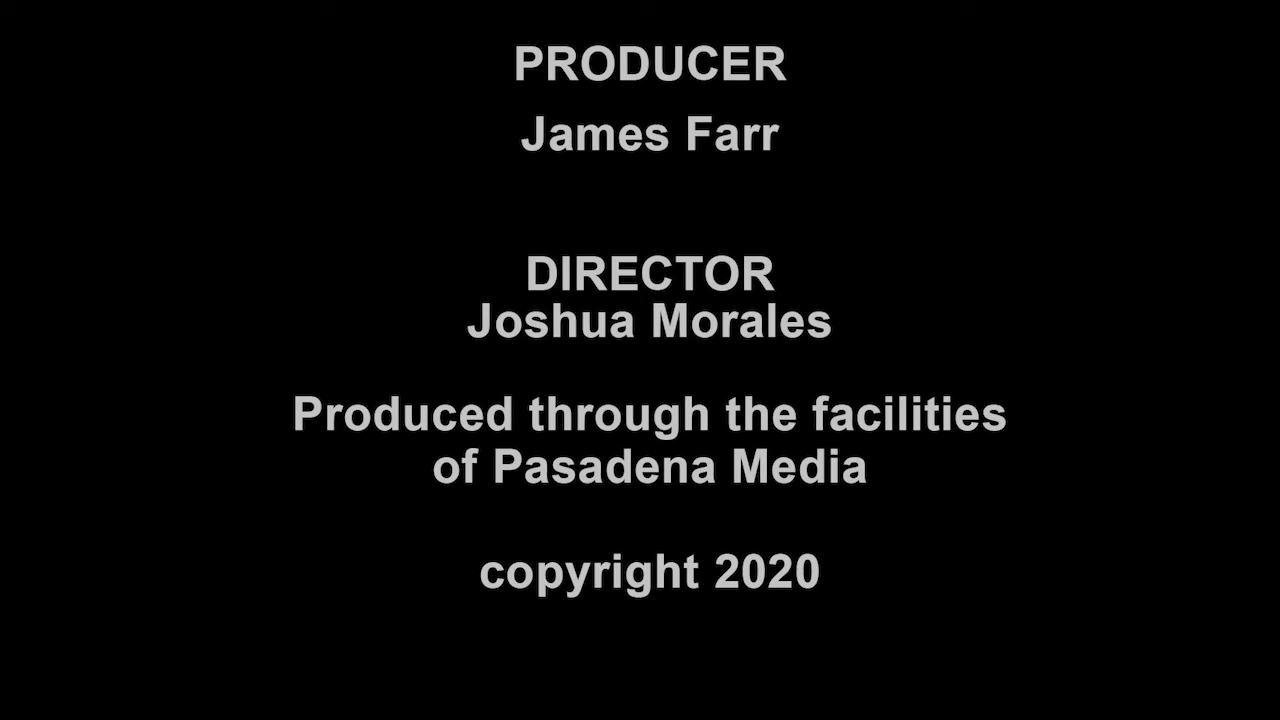 PRODUCER
James Farr
DIRECTOR
Joshua Morales
Produced through the facilities
of Pasadena Media
copyright 2020